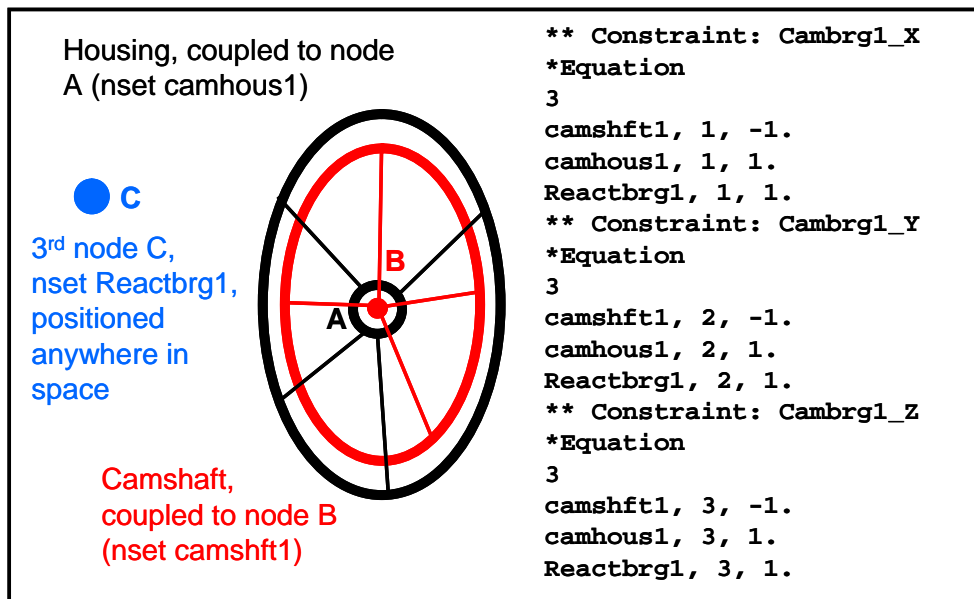 Housing, coupled to node
A (nset camhous1)
C
3rd node C,
nset Reactbrg1,
positioned
anywhere in
space
B
A
Camshaft,
coupled to node B
(nset camshft1)
** Constraint: Cambrg1_X
*Equation
3
camshft1, 1, -1.
camhous1, 1, 1.
Reactbrg1, 1, 1.
** Constraint: Cambrg1_Y
*Equation
3
camshft1, 2, -1.
camhous1, 2, 1.
Reactbrg1, 2, 1.
** Constraint: Cambrg1_Z
*Equation
3
camshft1, 3, -1.
camhous1, 3, 1.
Reactbrg1, 3, 1.